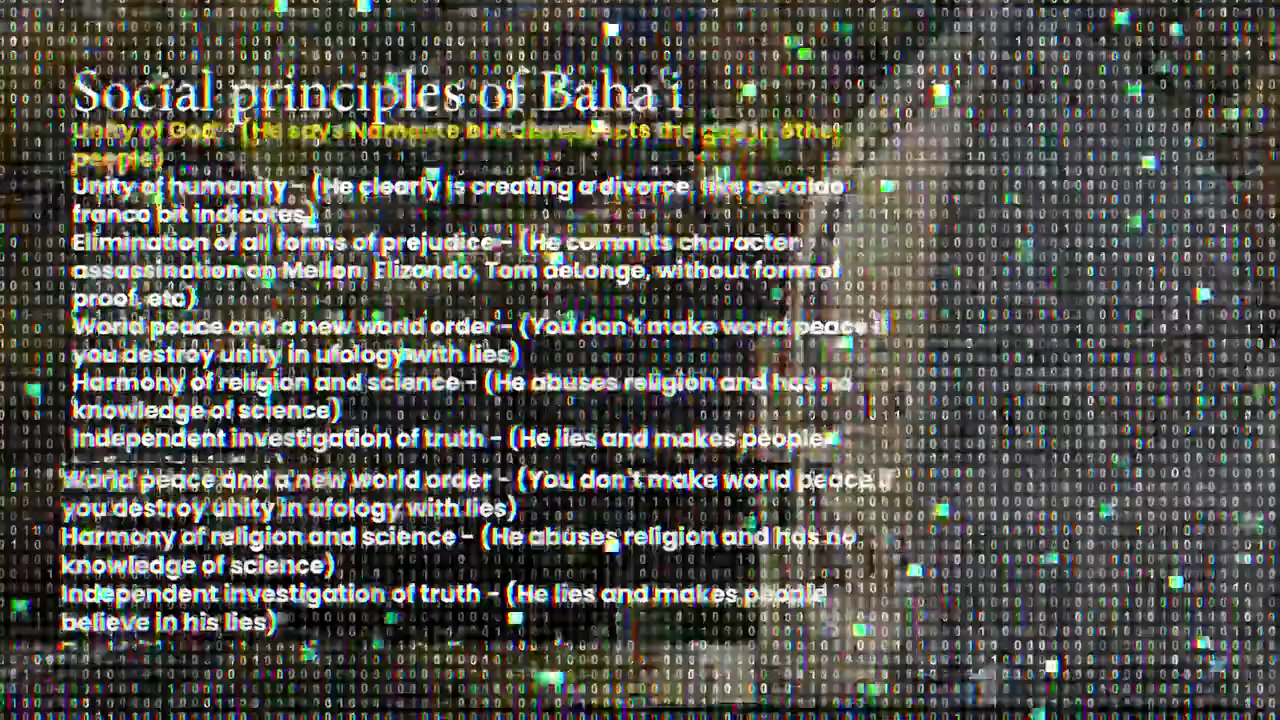 Social principles of Baha'i
Unity of God - (He says Namaste but disrespects the god in other
people)
Unity of humanity - (He clearly is creating a divorce, like osvaldo
franco bit indicates)
Elimination of all forms of prejudice - (He commits character
assassination on Mellon, Elizondo, Tom deLonge, without form of
proof, etc)
World peace and a new world order - (You don't make world peace if
you destroy unity in ufology with lies)
Harmony of religion and science - (He abuses religion and has no
knowledge of science)
Independent investigation of truth - (He lies and makes people
World peace and a new world order - (You don't make world peace if
you destroy unity in ufology with lies)
Harmony of religion and science - (He abuses religion and has no
knowledge of science)
Independent investigation of truth - (He lies and makes people
believe in his lies)